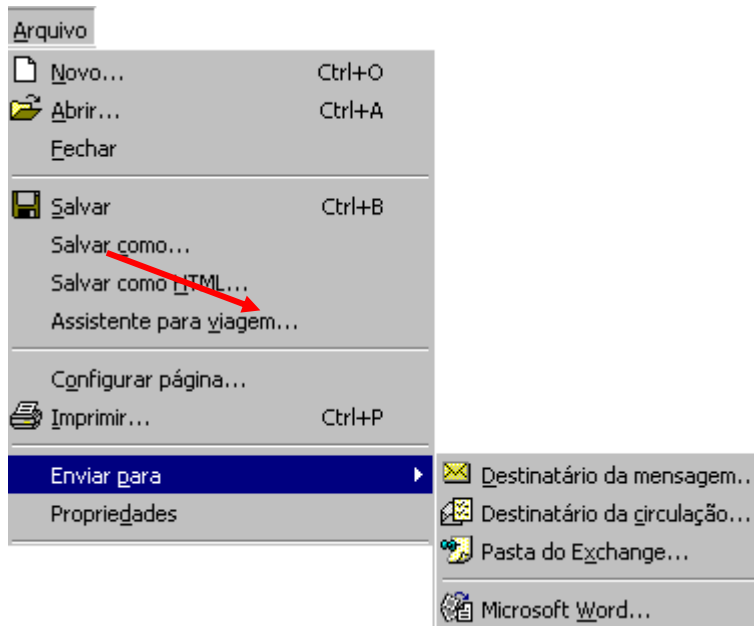 Arquivo
Novo... Ctrl+O
Abrir... Ctrl+A
Fechar
Salvar Ctrl+B
Salvar como...
Salvar como HTML...
Assistente para viagem...
Configurar página...
Imprimir... Ctrl+P
Enviar para
Propriedades
Destinatário da mensagem..
Destinatário da circulação...
Pasta do Exchange...
Microsoft Word...